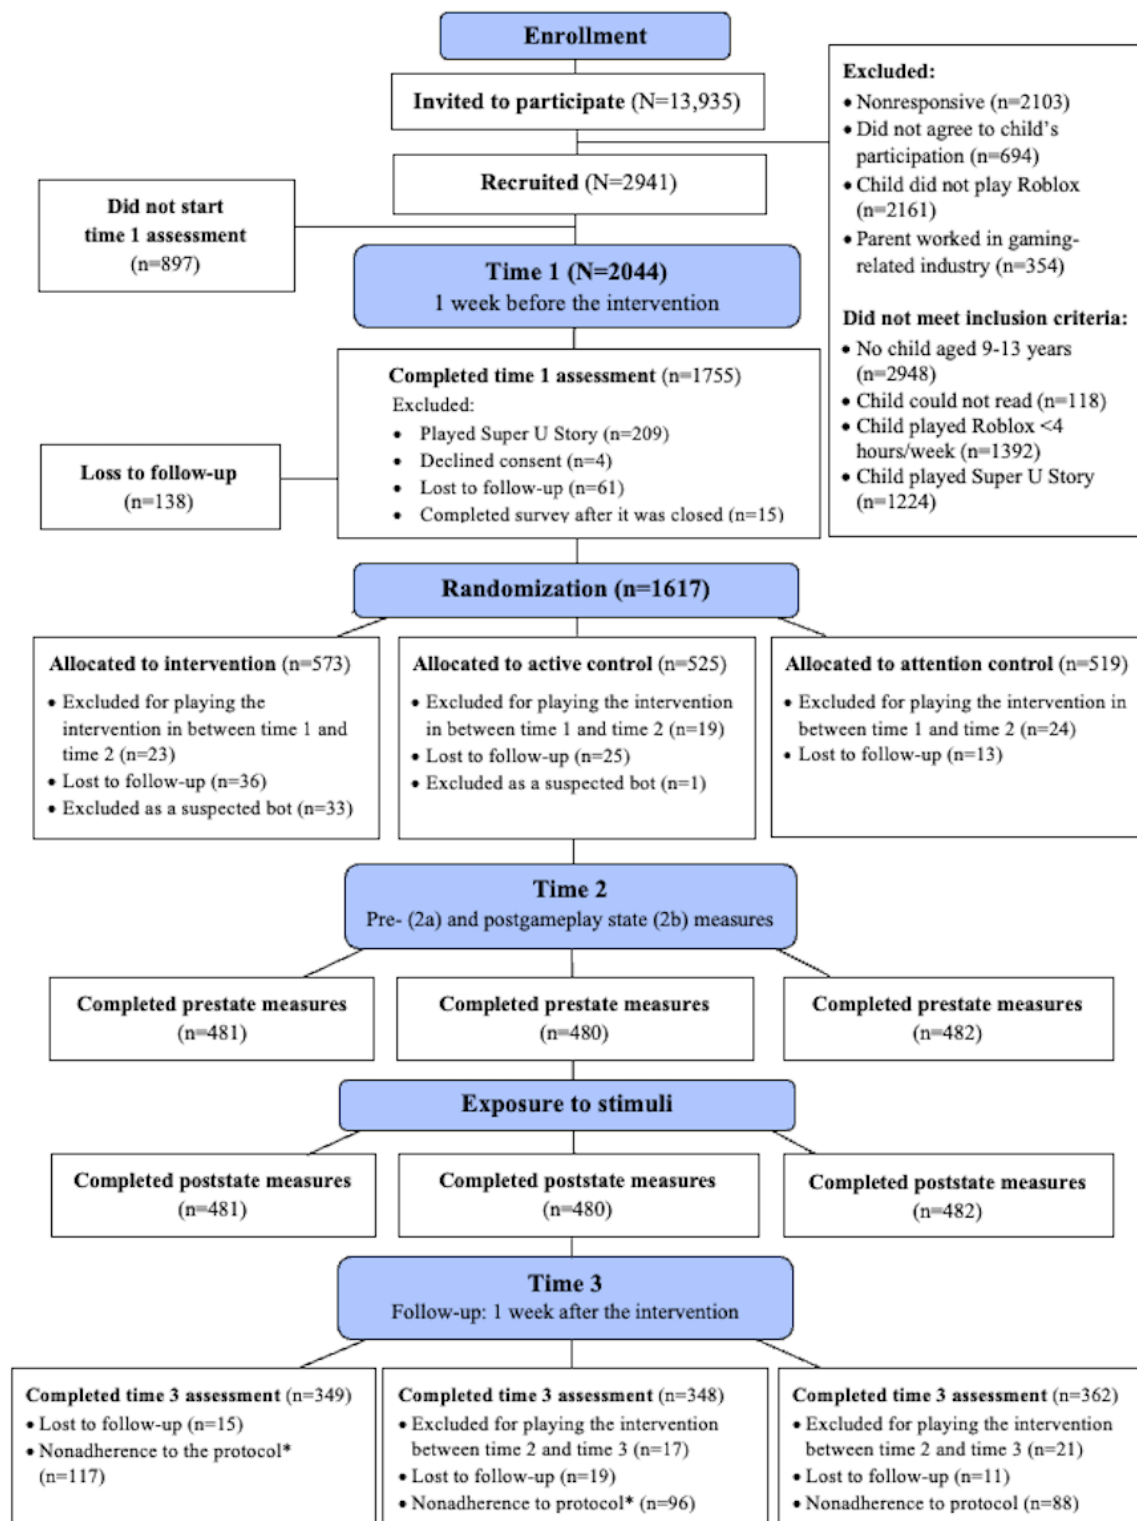 Enrollment
Invited to participate (N=13,935)
Excluded:
• Nonresponsive (n=2103)
• Did not agree to child's
participation (n=694)
• Child did not play Roblox
(n=2161)
• Parent worked in gaming-
related industry (n=354)
Did not meet inclusion criteria:
• No child aged 9-13 years
(n=2948)
• Child could not read (n=118)
• Child played Roblox <4
hours/week (n=1392)
• Child played Super U Story
(n=1224)
Recruited (N=2941)
Did not start
time 1 assessment
(n=897)
Time 1 (N=2044)
1 week before the intervention
Completed time 1 assessment (n=1755)
Excluded:
• Played Super U Story (n=209)
• Declined consent (n=4)
• Lost to follow-up (n=61)
• Completed survey after it was closed (n=15)
Loss to follow-up
(n=138)
Randomization (n=1617)
Allocated to intervention (n=573)
• Excluded for playing the
intervention in between time 1 and
time 2 (n=23)
• Lost to follow-up (n=36)
• Excluded as a suspected bot (n=33)
Allocated to active control (n=525)
• Excluded for playing the intervention
in between time 1 and time 2 (n=19)
• Lost to follow-up (n=25)
• Excluded as a suspected bot (n=1)
Allocated to attention control (n=519)
• Excluded for playing the intervention in
between time 1 and time 2 (n=24)
• Lost to follow-up (n=13)
Time 2
Pre- (2a) and postgameplay state (2b) measures
Completed prestate measures
(n=481)
Completed prestate measures
(n=480)
Completed prestate measures
(n=482)
Exposure to stimuli
Completed poststate measures
(n=481)
Completed poststate measures
(n=480)
Completed poststate measures
(n=482)
Time 3
Follow-up: 1 week after the intervention
Completed time 3 assessment (n=349)
• Lost to follow-up (n=15)
• Nonadherence to the protocol*
(n=117)
Completed time 3 assessment (n=348)
• Excluded for playing the intervention
between time 2 and time 3 (n=17)
• Lost to follow-up (n=19)
• Nonadherence to protocol* (n=96)
Completed time 3 assessment (n=362)
• Excluded for playing the intervention
between time 2 and time 3 (n=21)
• Lost to follow-up (n=11)
• Nonadherence to protocol (n=88)